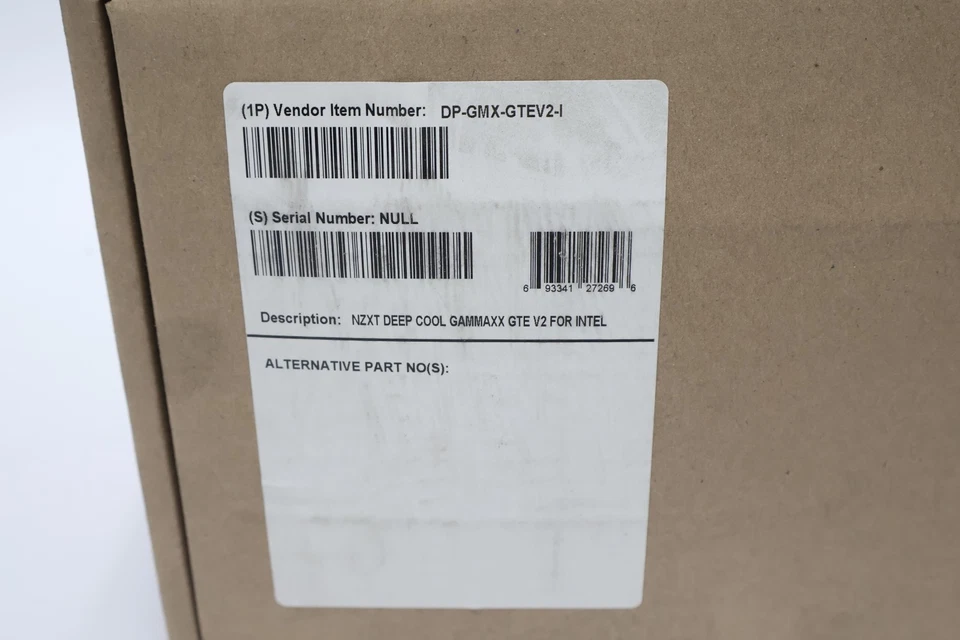 (1P) Vendor Item Number: DP-GMX-GTEV2-I
(S) Serial Number: NULL
6 93341 27269 6
Description: NZXT DEEP COOL GAMMAXX GTE V2 FOR INTEL
ALTERNATIVE PART NO(S):